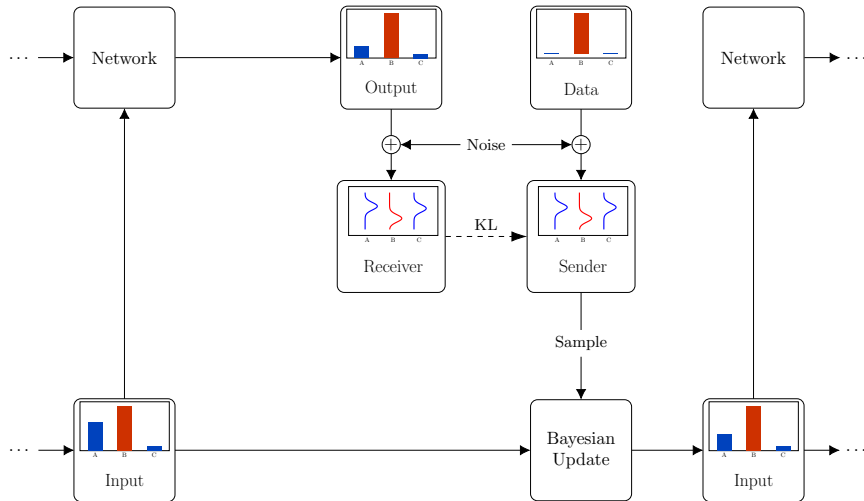 A B C
A B C
... Network
Output
Data
Network ...
Noise
A B C
A B C
KL
Receiver
Sender
Sample
A B C
A B C
... Input
Bayesian
Update
Input ...